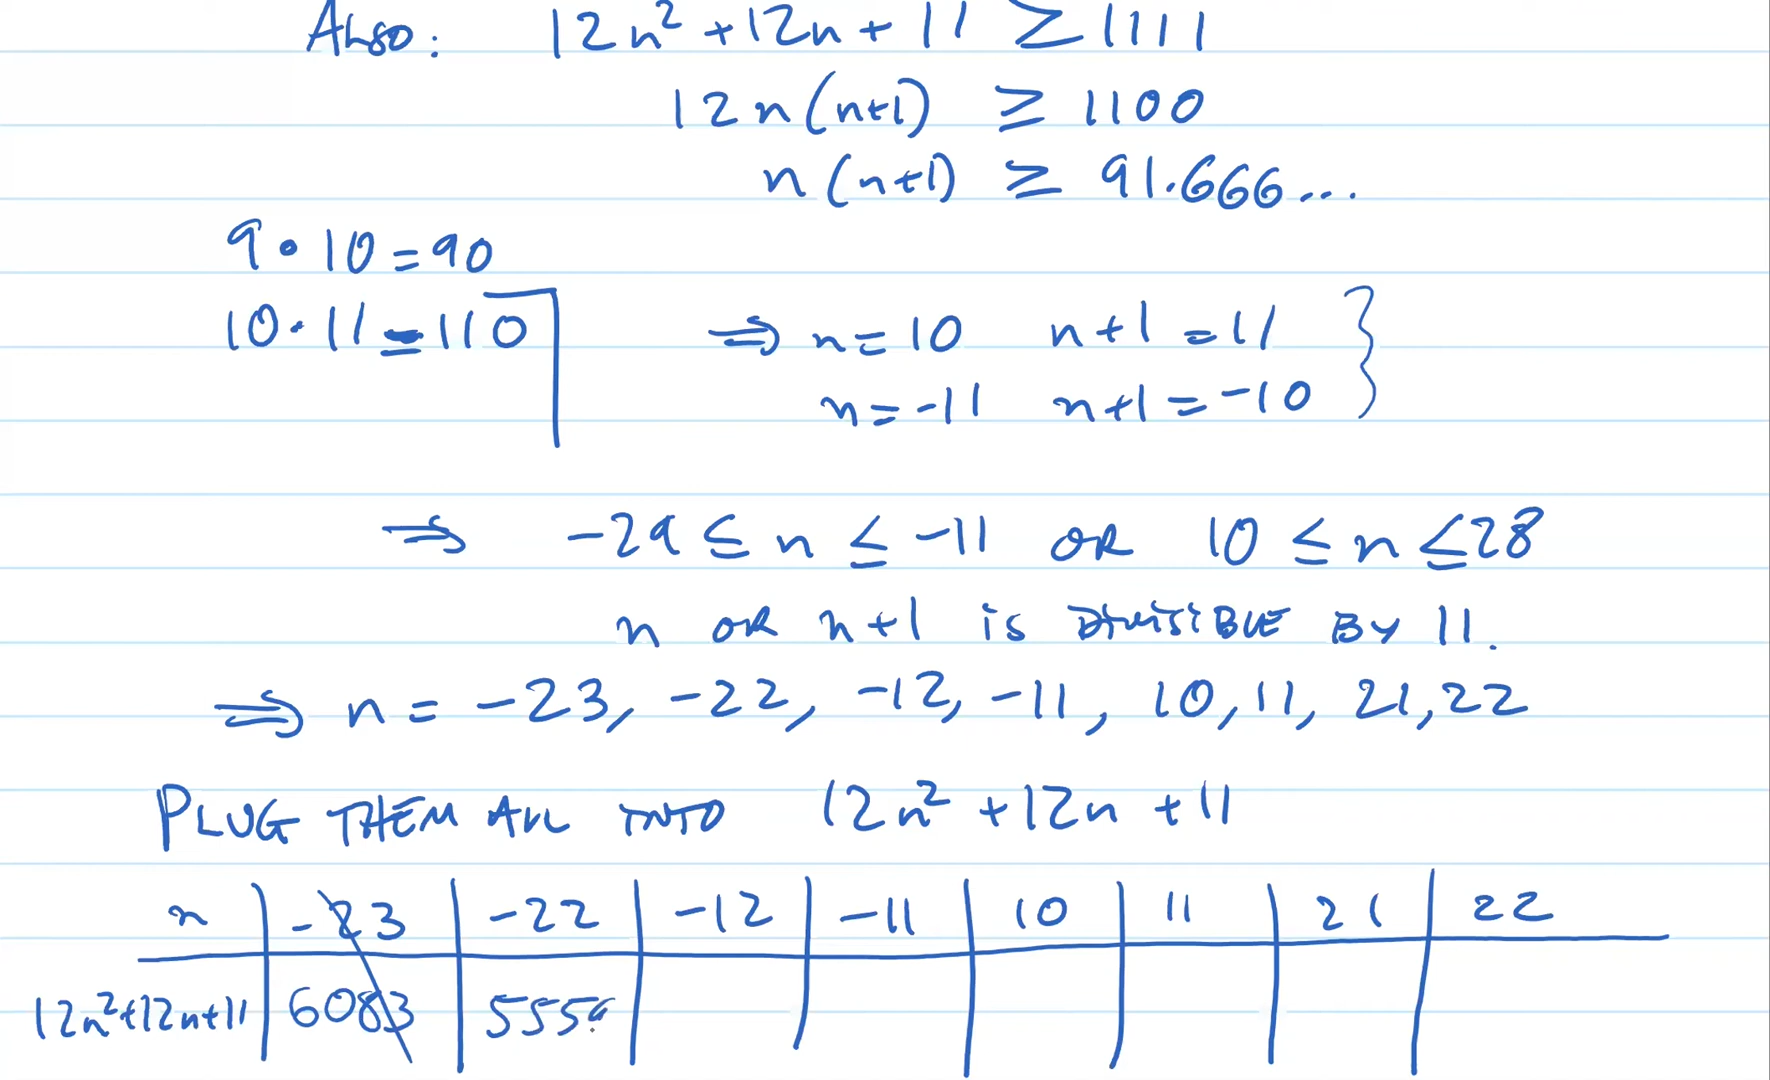 Also: 12n² + 12n + 11 ≥ 1111
12n(n+1) ≥ 1100
n(n+1) ≥ 91.666...
9 • 10 = 90
10 • 11 = 110 ⇒ n = 10 n+1 = 11
n = -11 n+1 = -10
⇒ -29 ≤ n ≤ -11 OR 10 ≤ n ≤ 28
n OR n+1 is DIVISIBLE BY 11.
⇒ n = -23, -22, -12, -11, 10, 11, 21, 22
PLUG THEM ALL INTO 12n² + 12n + 11
n -23 -22 -12 -11 10 11 21 22
12n²+12n+11 6083 555